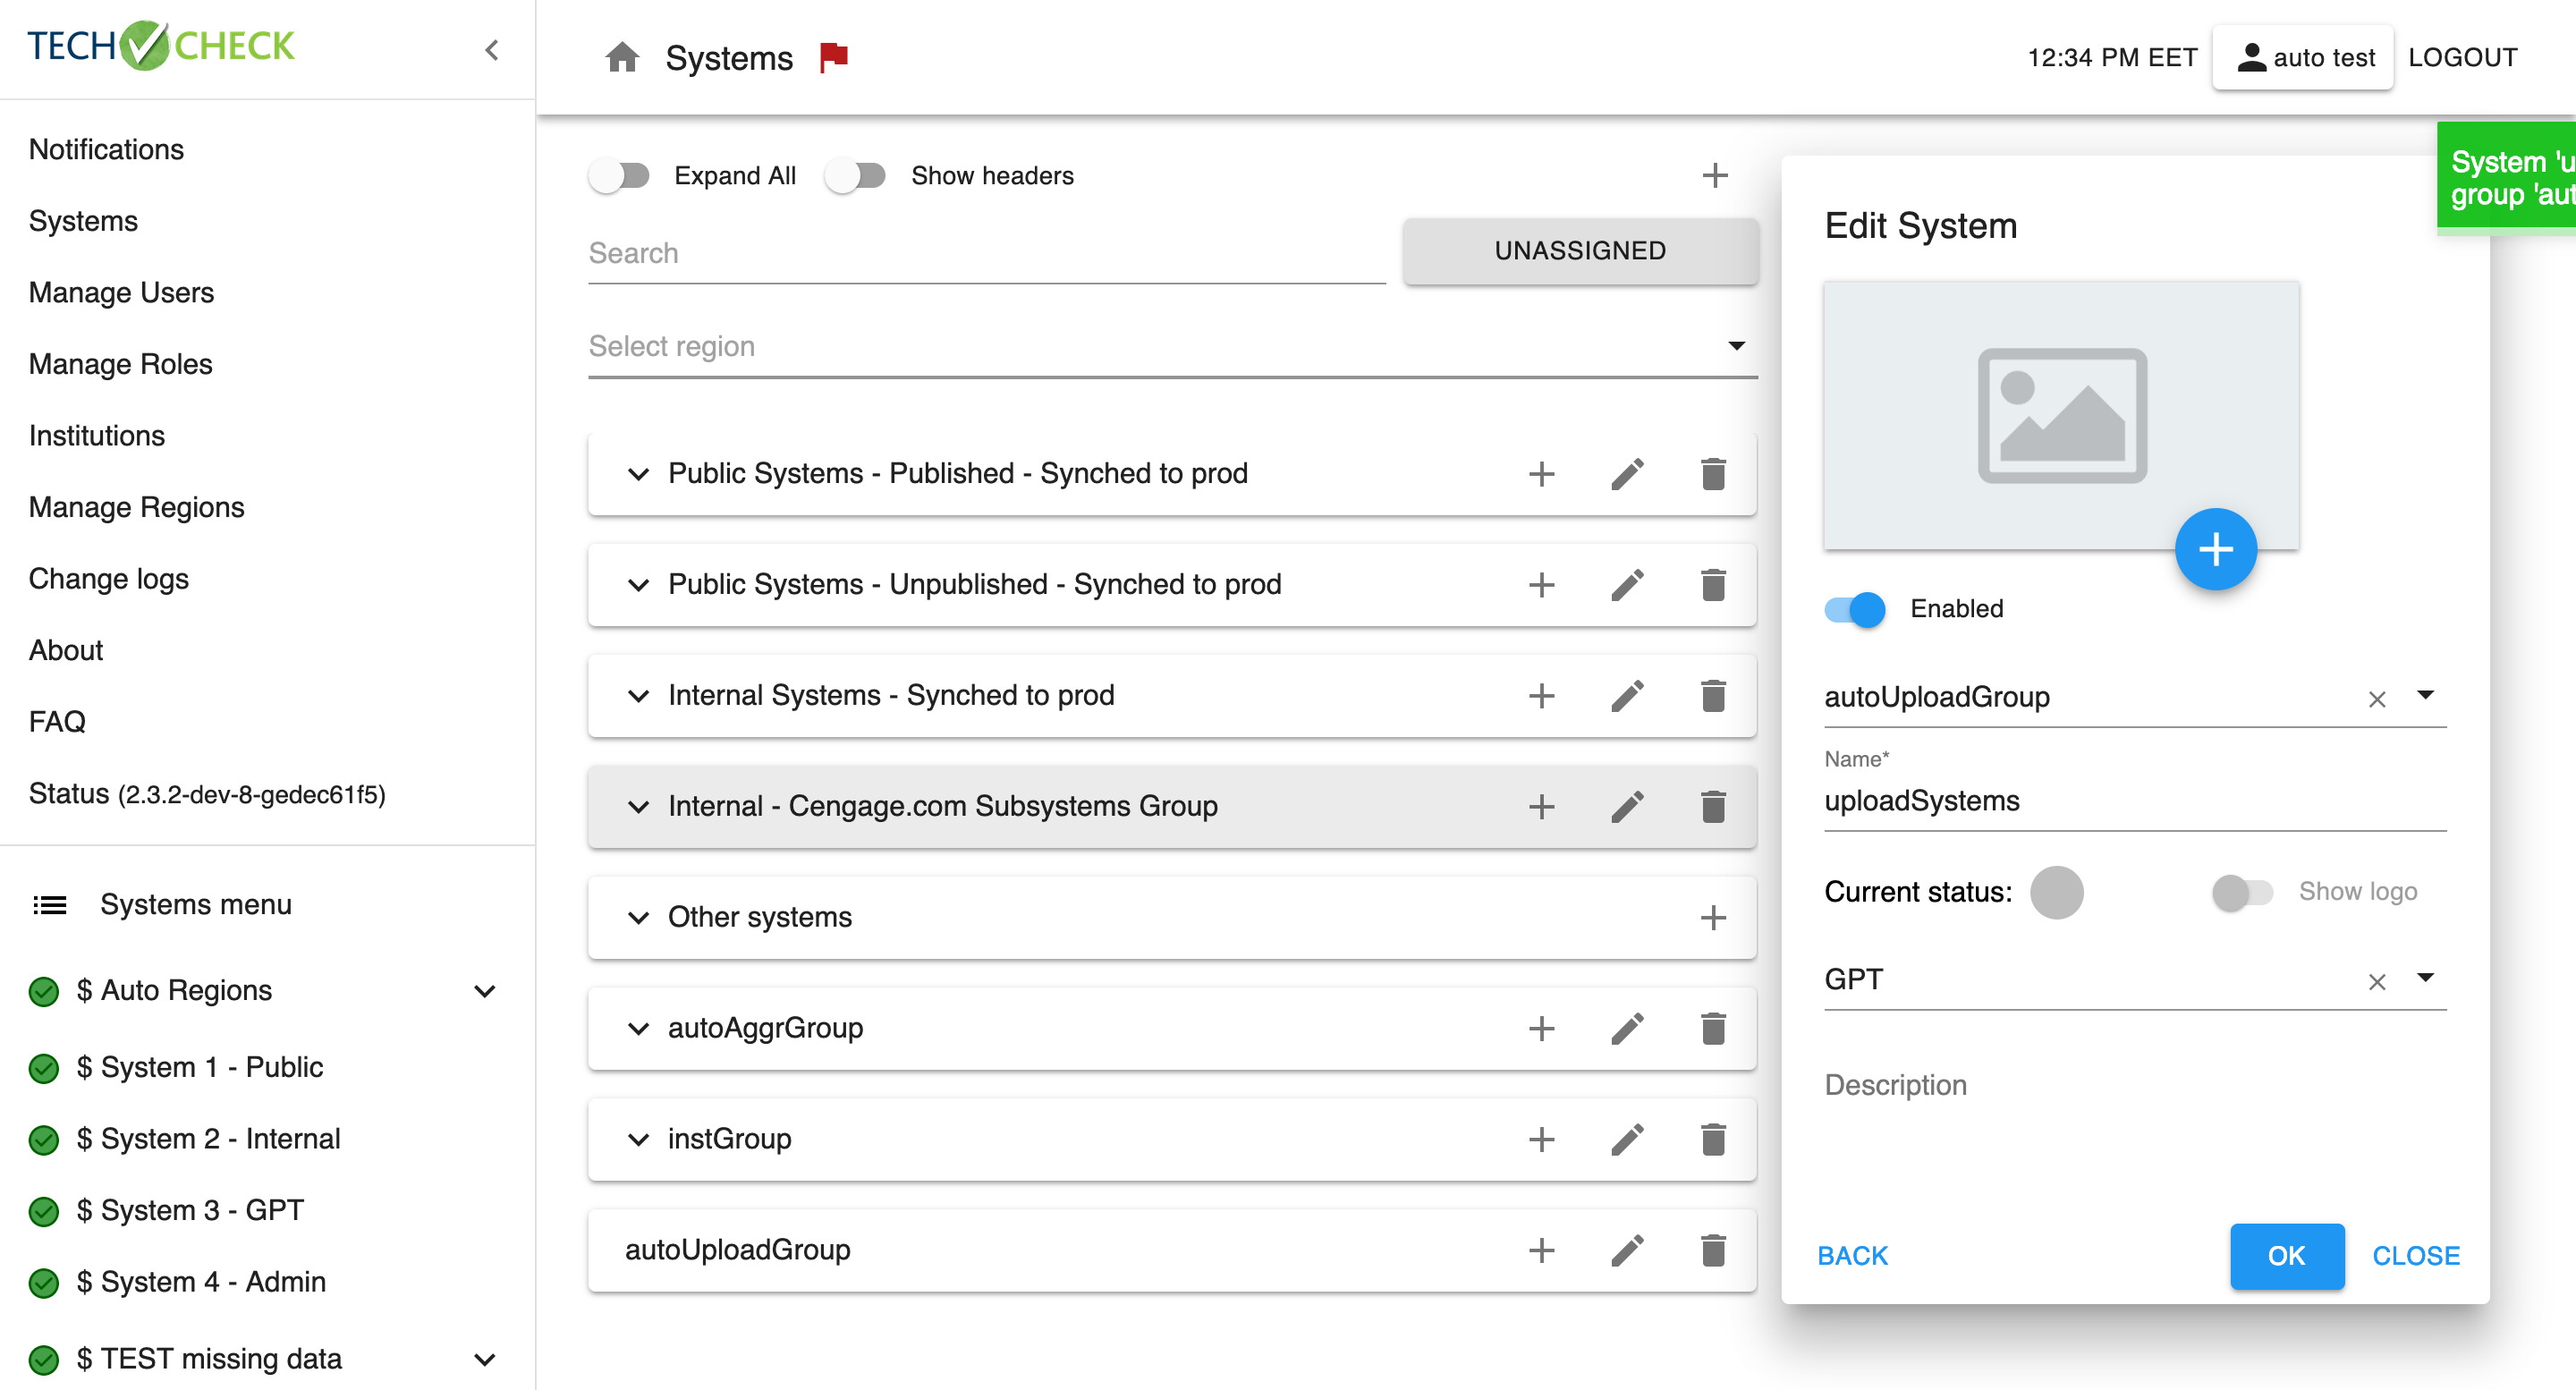 TECH CHECK
Notifications
Systems
Manage Users
Manage Roles
Institutions
Manage Regions
Change logs
About
FAQ
Status (2.3.2-dev-8-gedec61f5)
Systems menu
$ Auto Regions
$ System 1 - Public
$ System 2 - Internal
$ System 3 - GPT
$ System 4 - Admin
$ TEST missing data
Systems
12:34 PM EET
auto test
LOGOUT
Expand All
Show headers
Search
UNASSIGNED
Select region
Public Systems - Published - Synched to prod
Public Systems - Unpublished - Synched to prod
Internal Systems - Synched to prod
Internal - Cengage.com Subsystems Group
Other systems
autoAggrGroup
instGroup
autoUploadGroup
System 'u
group 'aut
Edit System
Enabled
autoUploadGroup
Name*
uploadSystems
Current status:
Show logo
GPT
Description
BACK
OK
CLOSE